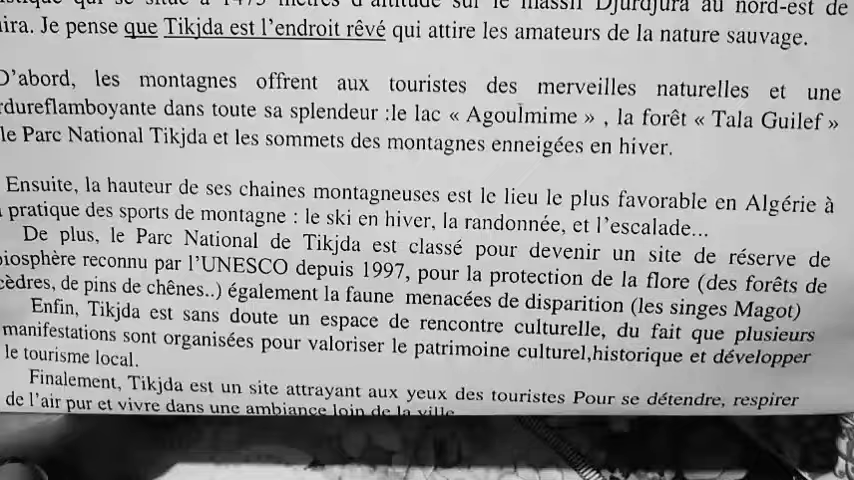 qui se situe à 1475 mètres d'altitude sur le massif Djurdjura au nord-est de
Je pense que Tikjda est l'endroit rêvé qui attire les amateurs de la nature sauvage.
D'abord, les montagnes offrent aux touristes des merveilles naturelles et une
rdureflamboyante dans toute sa splendeur :le lac « Agoulmime » , la forêt « Tala Guilef »
le Parc National Tikjda et les sommets des montagnes enneigées en hiver.
Ensuite, la hauteur de ses chaines montagneuses est le lieu le plus favorable en Algérie à
pratique des sports de montagne : le ski en hiver, la randonnée, et l'escalade...
De plus, le Parc National de Tikjda est classé pour devenir un site de réserve de
biosphère reconnu par l'UNESCO depuis 1997, pour la protection de la flore (des forêts de
cèdres, de pins de chênes..) également la faune menacées de disparition (les singes Magot)
Enfin, Tikjda est sans doute un espace de rencontre culturelle, du fait que plusieurs
manifestations sont organisées pour valoriser le patrimoine culturel,historique et développer
le tourisme local.
Finalement, Tikjda est un site attrayant aux yeux des touristes Pour se détendre, respirer
de l'air pur et vivre dans une ambiance loin de la ville